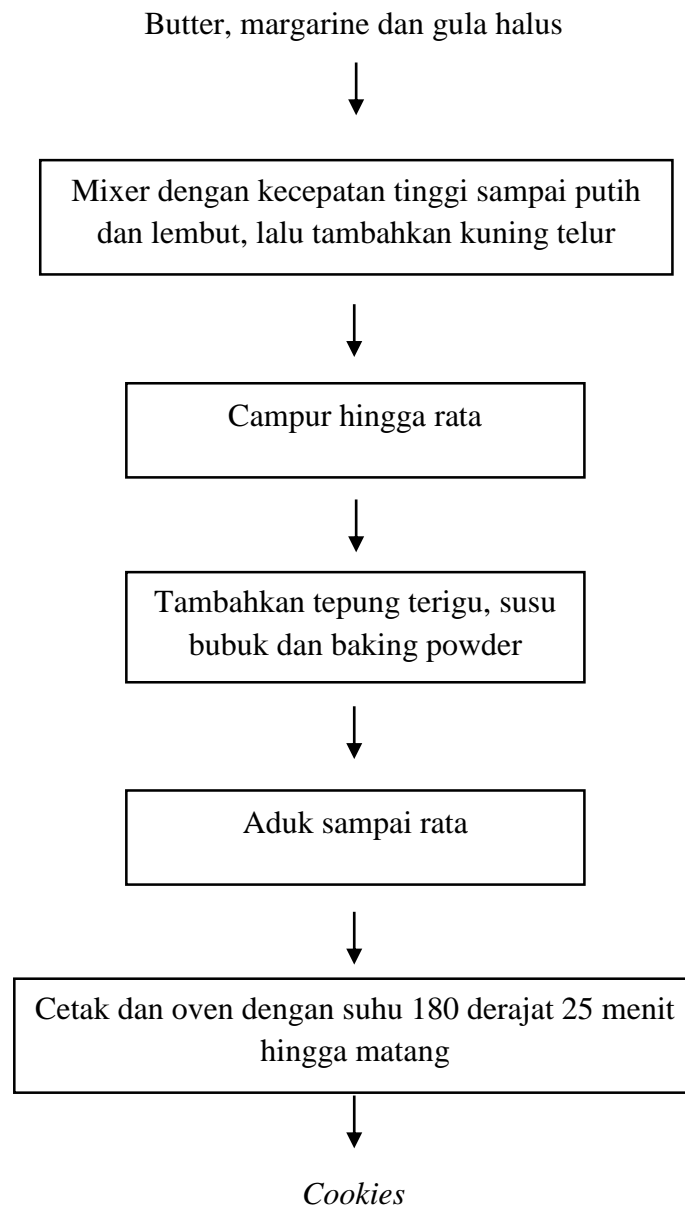 Butter, margarine dan gula halus
Mixer dengan kecepatan tinggi sampai putih
dan lembut, lalu tambahkan kuning telur
Campur hingga rata
Tambahkan tepung terigu, susu
bubuk dan baking powder
Aduk sampai rata
Cetak dan oven dengan suhu 180 derajat 25 menit
hingga matang
Cookies